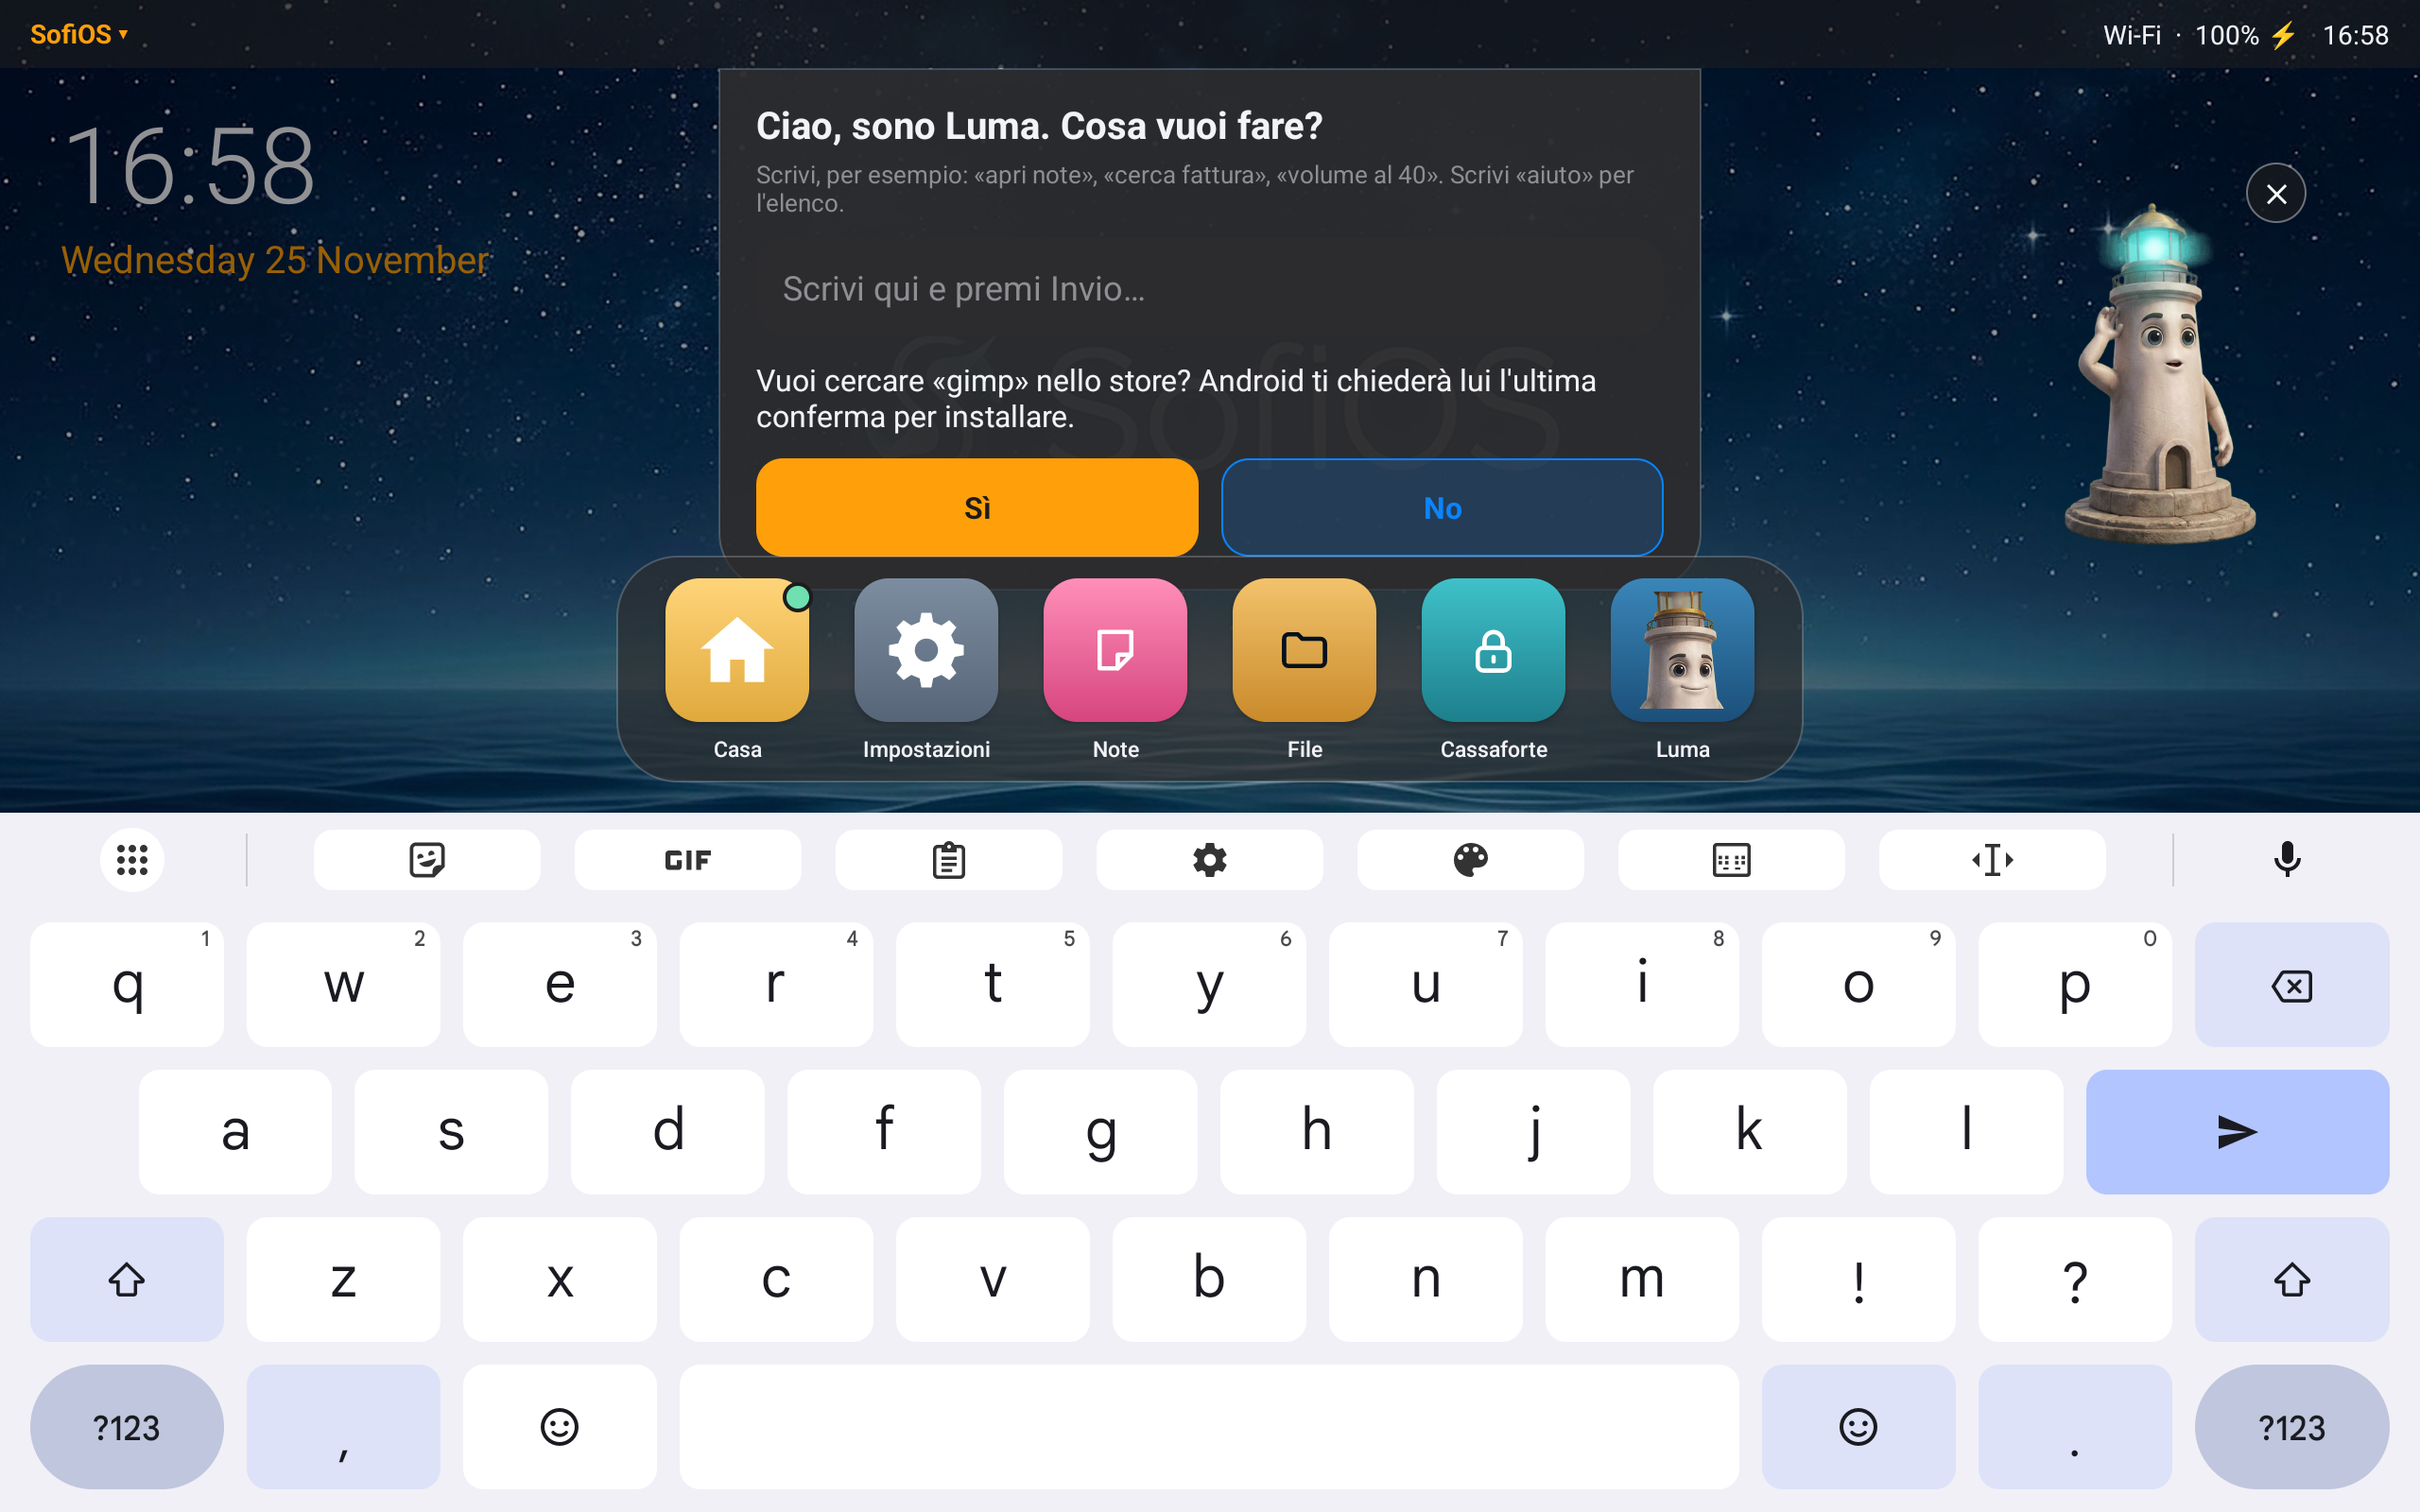 SofiOS ▾
Wi-Fi · 100% ⚡ 16:58
16:58
Wednesday 25 November
Ciao, sono Luma. Cosa vuoi fare?
Scrivi, per esempio: «apri note», «cerca fattura», «volume al 40». Scrivi «aiuto» per
l'elenco.
Scrivi qui e premi Invio…
SofiOS
Vuoi cercare «gimp» nello store? Android ti chiederà lui l'ultima
conferma per installare.
Sì No
Casa Impostazioni Note File Cassaforte Luma
GIF
q 1 w 2 e 3 r 4 t 5 y 6 u 7 i 8 o 9 p 0
a s d f g h j k l
z x c v b n m ! ?
?123 , . ?123